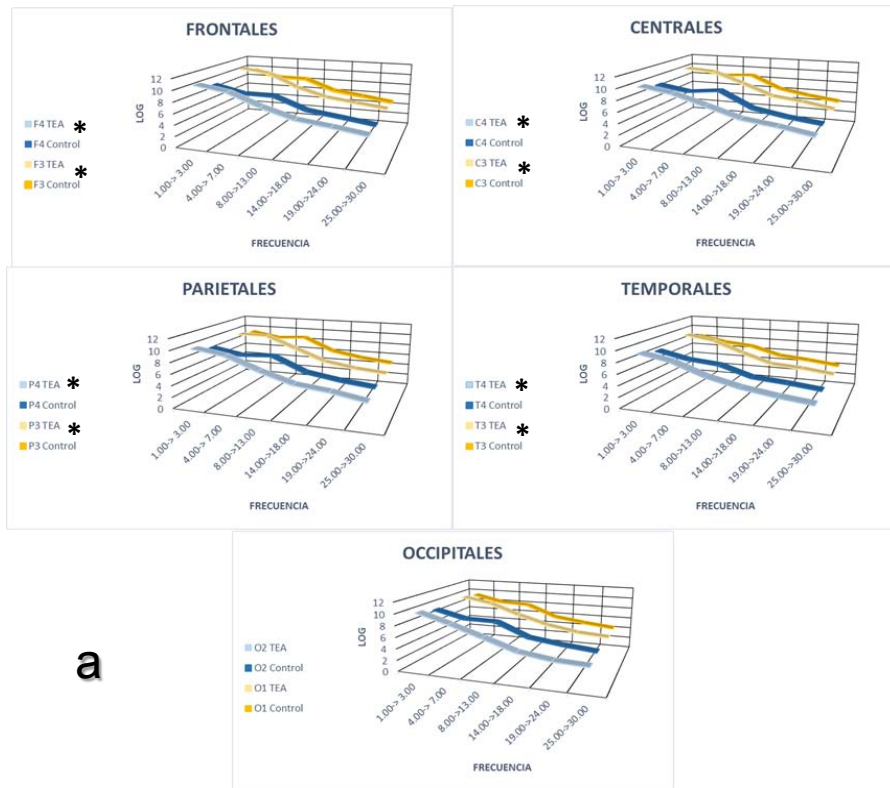 FRONTALES
LOG
12
10
8
6
4
2
0
F4 TEA *
F4 Control
F3 TEA *
F3 Control
1.00-> 3.00
4.00-> 7.00
8.00->13.00
14.00->18.00
19.00->24.00
25.00->30.00
FRECUENCIA
CENTRALES
LOG
12
10
8
6
4
2
0
C4 TEA *
C4 Control
C3 TEA *
C3 Control
1.00-> 3.00
4.00-> 7.00
8.00->13.00
14.00->18.00
19.00->24.00
25.00->30.00
FRECUENCIA
PARIETALES
LOG
12
10
8
6
4
2
0
P4 TEA *
P4 Control
P3 TEA *
P3 Control
1.00-> 3.00
4.00-> 7.00
8.00->13.00
14.00->18.00
19.00->24.00
25.00->30.00
FRECUENCIA
TEMPORALES
LOG
12
10
8
6
4
2
0
T4 TEA *
T4 Control
T3 TEA *
T3 Control
1.00-> 3.00
4.00-> 7.00
8.00->13.00
14.00->18.00
19.00->24.00
25.00->30.00
FRECUENCIA
a
OCCIPITALES
LOG
12
10
8
6
4
2
0
O2 TEA
O2 Control
O1 TEA
O1 Control
1.00-> 3.00
4.00-> 7.00
8.00->13.00
14.00->18.00
19.00->24.00
25.00->30.00
FRECUENCIA